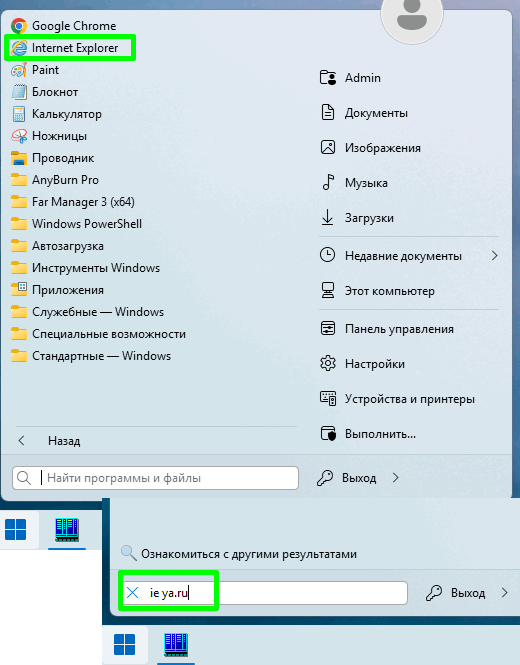 Google Chrome
Internet Explorer
Paint
Блокнот
Калькулятор
Ножницы
Проводник
AnyBurn Pro
Far Manager 3 (x64)
Windows PowerShell
Автозагрузка
Инструменты Windows
Приложения
Служебные — Windows
Специальные возможности
Стандартные — Windows
Назад
Найти программы и файлы
Admin
Документы
Изображения
Музыка
Загрузки
Недавние документы
Этот компьютер
Панель управления
Настройки
Устройства и принтеры
Выполнить...
Выход
Ознакомиться с другими результатами
ie ya.ru
Выход